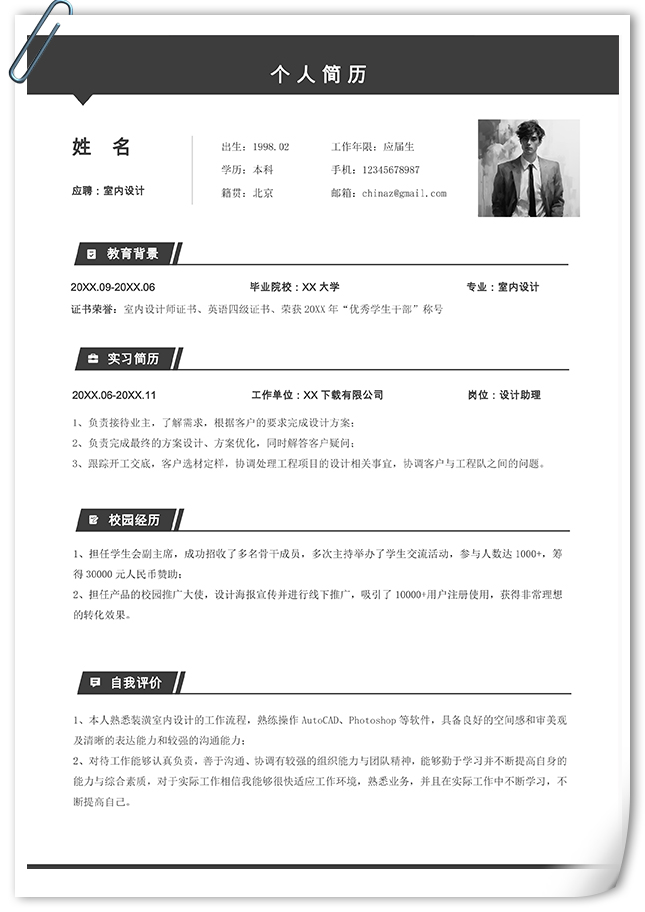 个人简历
姓 名
应聘：室内设计
出生：1998.02
工作年限：应届生
学历：本科
手机：12345678987
籍贯：北京
邮箱：chinaz@gmail.com
教育背景
20XX.09-20XX.06 毕业院校：XX 大学 专业：室内设计
证书荣誉：室内设计师证书、英语四级证书、荣获 20XX 年“优秀学生干部”称号
实习简历
20XX.06-20XX.11 工作单位：XX 下载有限公司 岗位：设计助理
1、负责接待业主，了解需求，根据客户的要求完成设计方案；
2、负责完成最终的方案设计、方案优化，同时解答客户疑问；
3、跟踪开工交底，客户选材定样，协调处理工程项目的设计相关事宜，协调客户与工程队之间的问题。
校园经历
1、担任学生会副主席，成功招收了多名骨干成员，多次主持举办了学生交流活动，参与人数达 1000+，筹
得 30000 元人民币赞助；
2、担任产品的校园推广大使，设计海报宣传并进行线下推广，吸引了 10000+用户注册使用，获得非常理想
的转化效果。
自我评价
1、本人熟悉装潢室内设计的工作流程，熟练操作 AutoCAD、Photoshop 等软件，具备良好的空间感和审美观
及清晰的表达能力和较强的沟通能力；
2、对待工作能够认真负责，善于沟通、协调有较强的组织能力与团队精神，能够勤于学习并不断提高自身的
能力与综合素质，对于实际工作相信我能够很快适应工作环境，熟悉业务，并且在实际工作中不断学习，不
断提高自己。